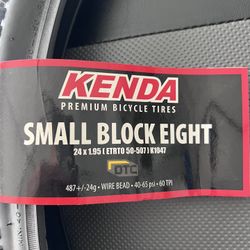 KENDA
PREMIUM BICYCLE TIRES
SMALL BLOCK EIGHT
24 x 1.95 ( ETRTO 50-507 ) K1047
DTC
487+/-24g • WIRE BEAD • 40-65 psi • 60 TPI